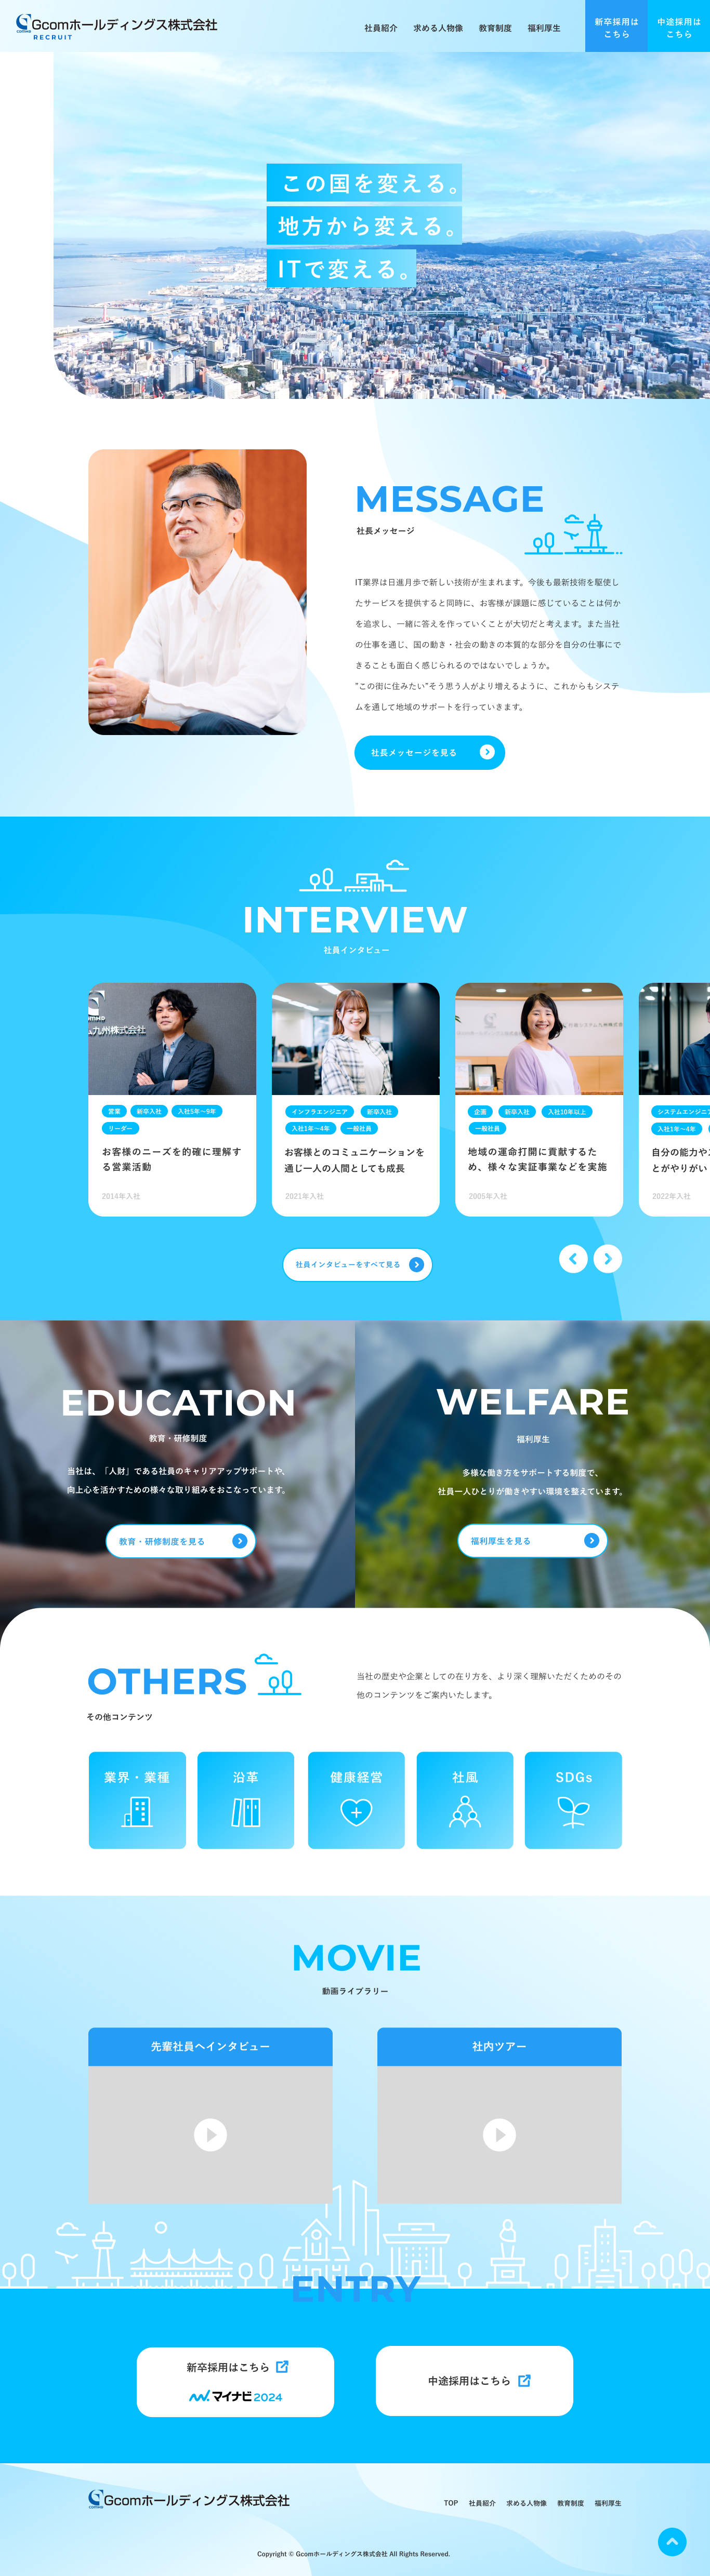 Gcomホールディングス株式会社
RECRUIT
社員紹介
求める人物像
教育制度
福利厚生
新卒採用は
こちら
中途採用は
こちら
この国を変える。
地方から変える。
ITで変える。
MESSAGE
社長メッセージ
IT業界は日進月歩で新しい技術が生まれます。今後も最新技術を駆使し
たサービスを提供すると同時に、お客様が課題に感じていることは何か
を追求し、一緒に答えを作っていくことが大切だと考えます。また当社
の仕事を通じ、国の動き・社会の動きの本質的な部分を自分の仕事にで
きることも面白く感じられるのではないでしょうか。
"この街に住みたい"そう思う人がより増えるように、これからもシステ
ムを通して地域のサポートを行っていきます。
社長メッセージを見る
INTERVIEW
社員インタビュー
ム九州株式会社
営業
新卒入社
入社5年〜9年
リーダー
お客様のニーズを的確に理解す
る営業活動
2014年入社
インフラエンジニア
新卒入社
入社1年〜4年
一般社員
お客様とのコミュニケーションを
通じ一人の人間としても成長
2021年入社
企画
新卒入社
入社10年以上
一般社員
地域の運命打開に貢献するた
め、様々な実証事業などを実施
2005年入社
システムエンジニア
入社1年〜4年
自分の能力や
とがやりがい
2022年入社
社員インタビューをすべて見る
EDUCATION
教育・研修制度
当社は、「人財」である社員のキャリアアップサポートや、
向上心を活かすための様々な取り組みをおこなっています。
教育・研修制度を見る
WELFARE
福利厚生
多様な働き方をサポートする制度で、
社員一人ひとりが働きやすい環境を整えています。
福利厚生を見る
OTHERS
その他コンテンツ
当社の歴史や企業としての在り方を、より深く理解いただくためのその
他のコンテンツをご案内いたします。
業界・業種
沿革
健康経営
社風
SDGs
MOVIE
動画ライブラリー
先輩社員へインタビュー
社内ツアー
ENTRY
新卒採用はこちら
マイナビ2024
中途採用はこちら
Gcomホールディングス株式会社
TOP
社員紹介
求める人物像
教育制度
福利厚生
Copyright © Gcomホールディングス株式会社 All Rights Reserved.